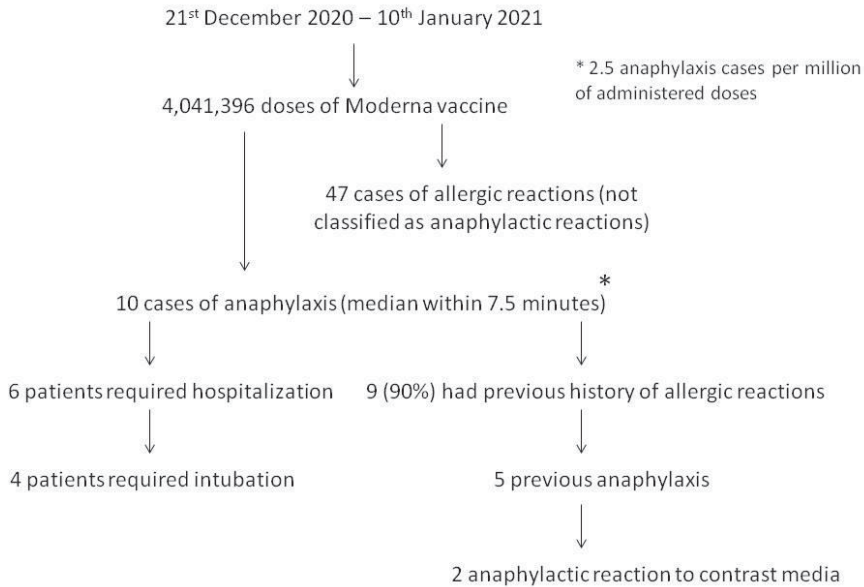 21st December 2020 – 10th January 2021
* 2.5 anaphylaxis cases per million
of administered doses
4,041,396 doses of Moderna vaccine
47 cases of allergic reactions (not
classified as anaphylactic reactions)
10 cases of anaphylaxis (median within 7.5 minutes)*
6 patients required hospitalization
9 (90%) had previous history of allergic reactions
4 patients required intubation
5 previous anaphylaxis
2 anaphylactic reaction to contrast media